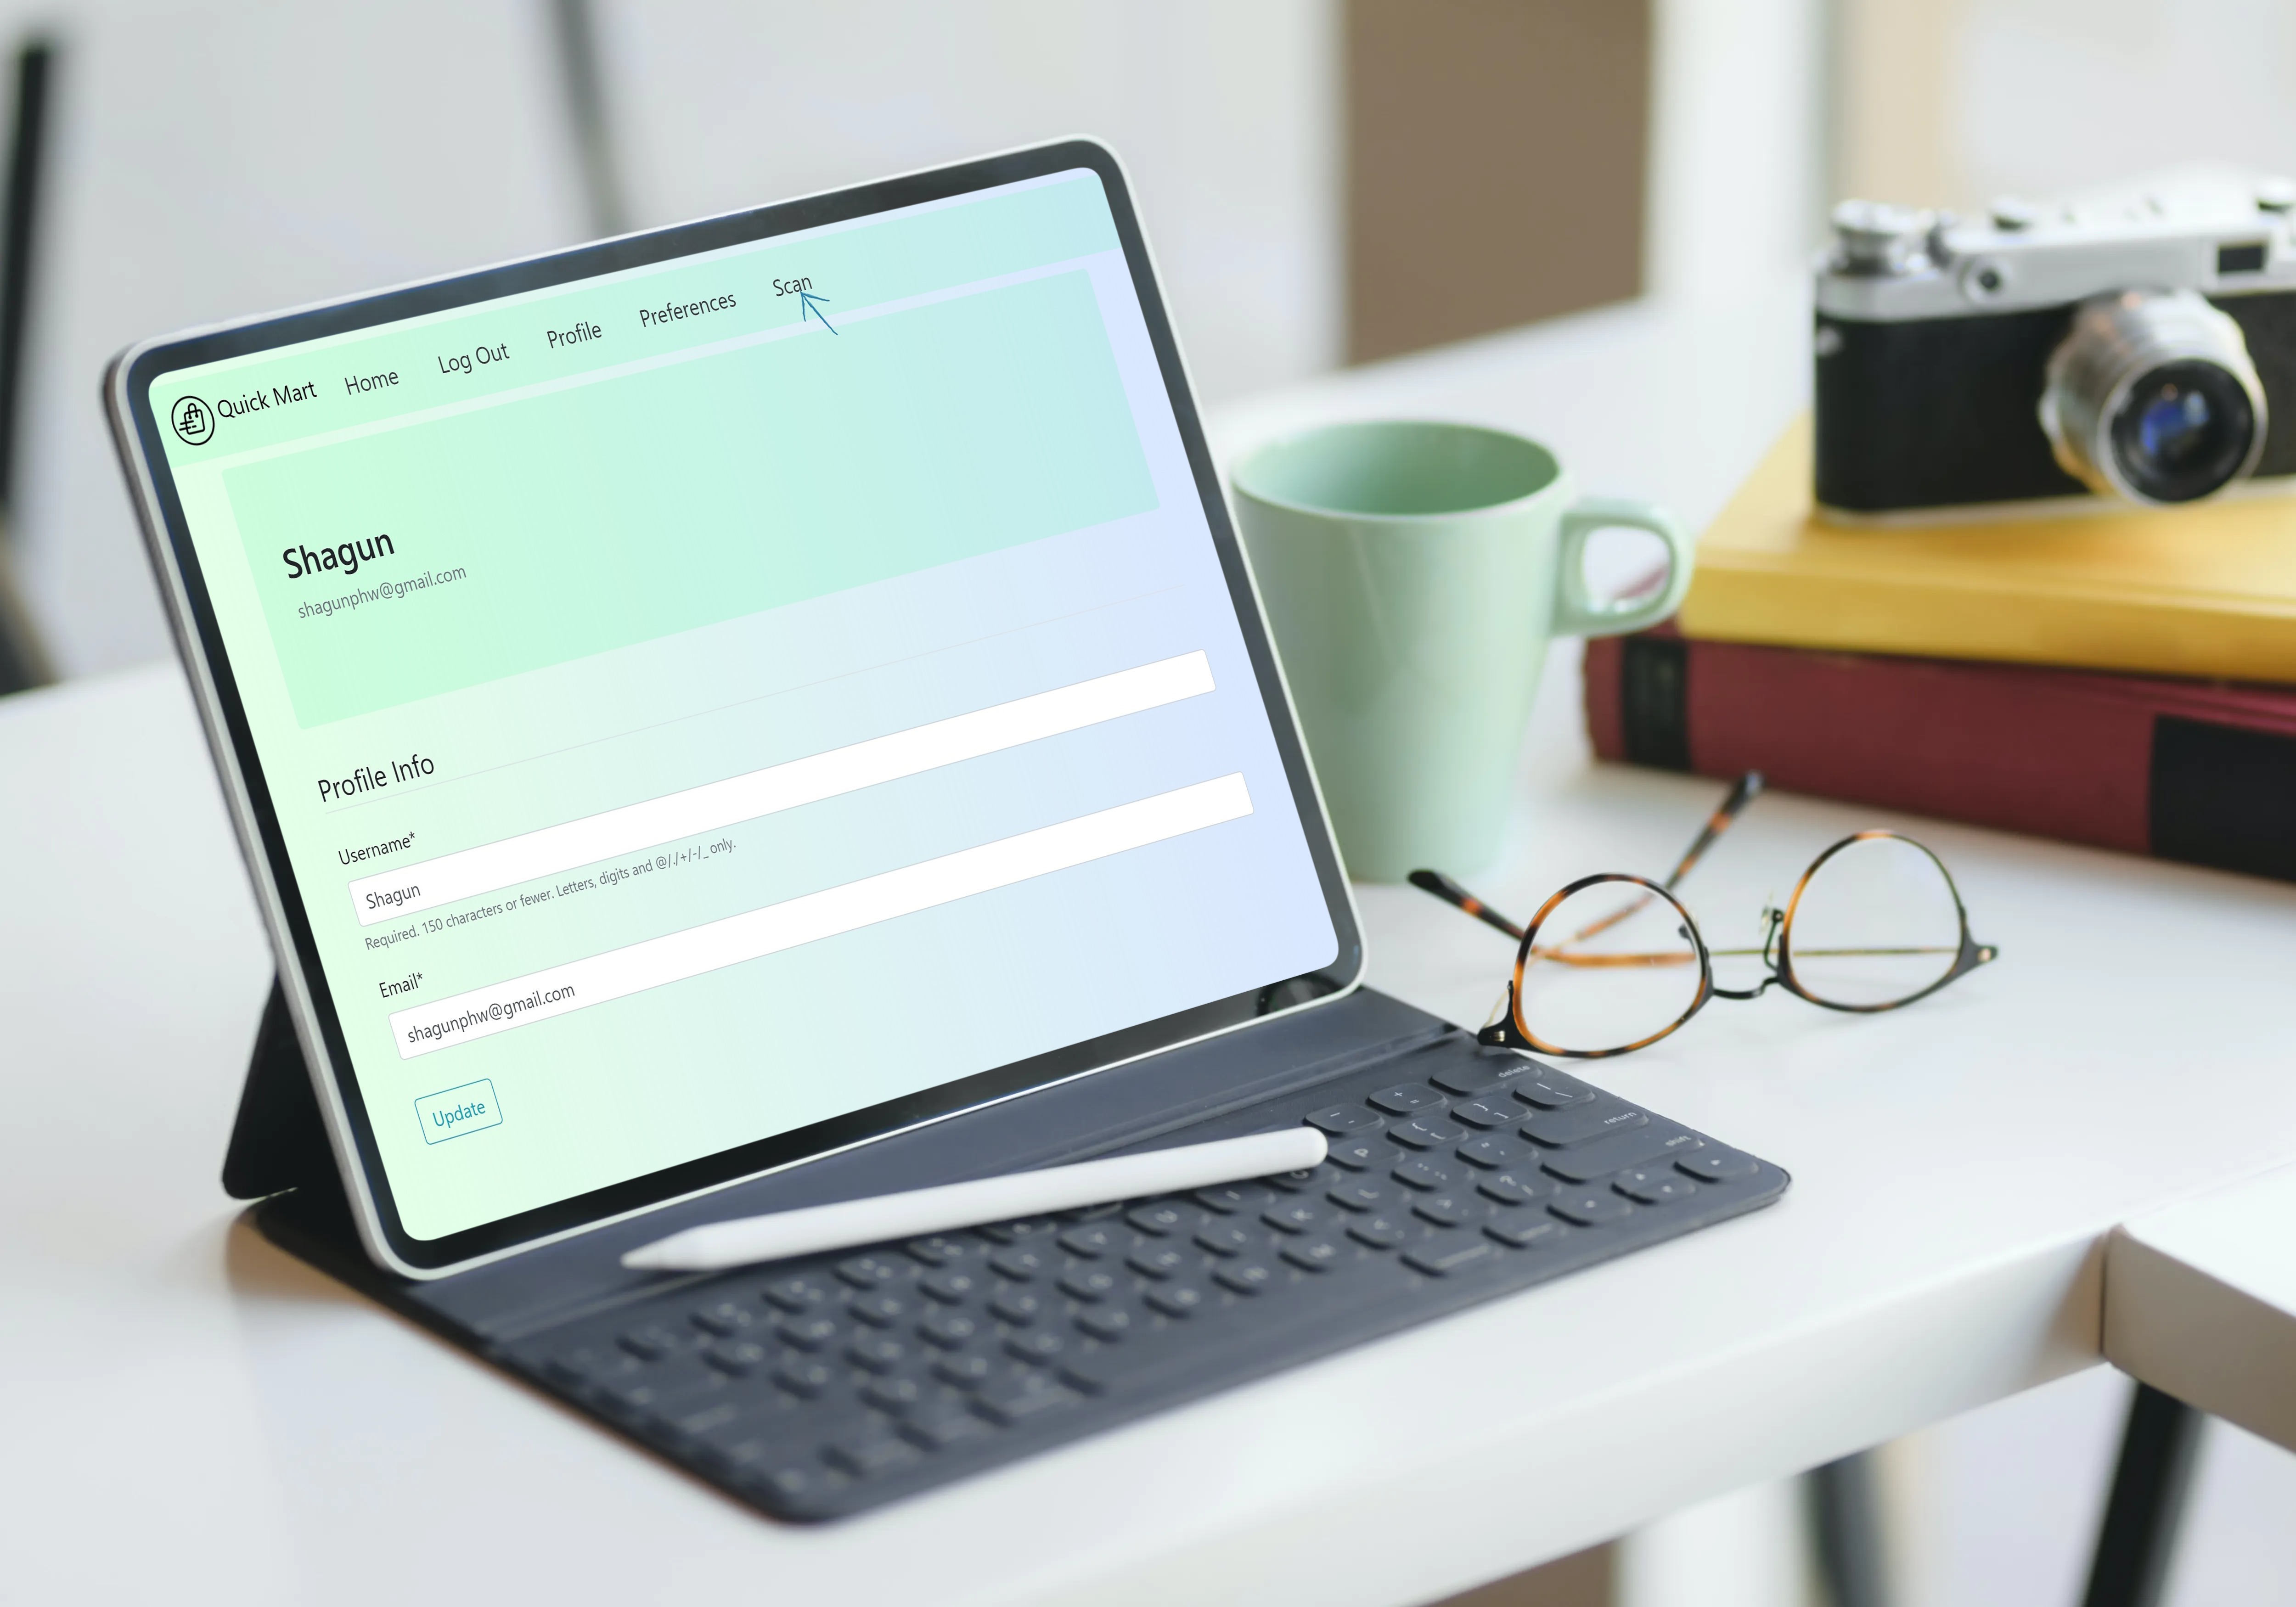 Quick Mart Home Log Out Profile Preferences Scan
Shagun
shagunphw@gmail.com
Profile Info
Username*
Shagun
Required. 150 characters or fewer. Letters, digits and @/./+/-/_ only.
Email*
shagunphw@gmail.com
Update
delete
return
shift